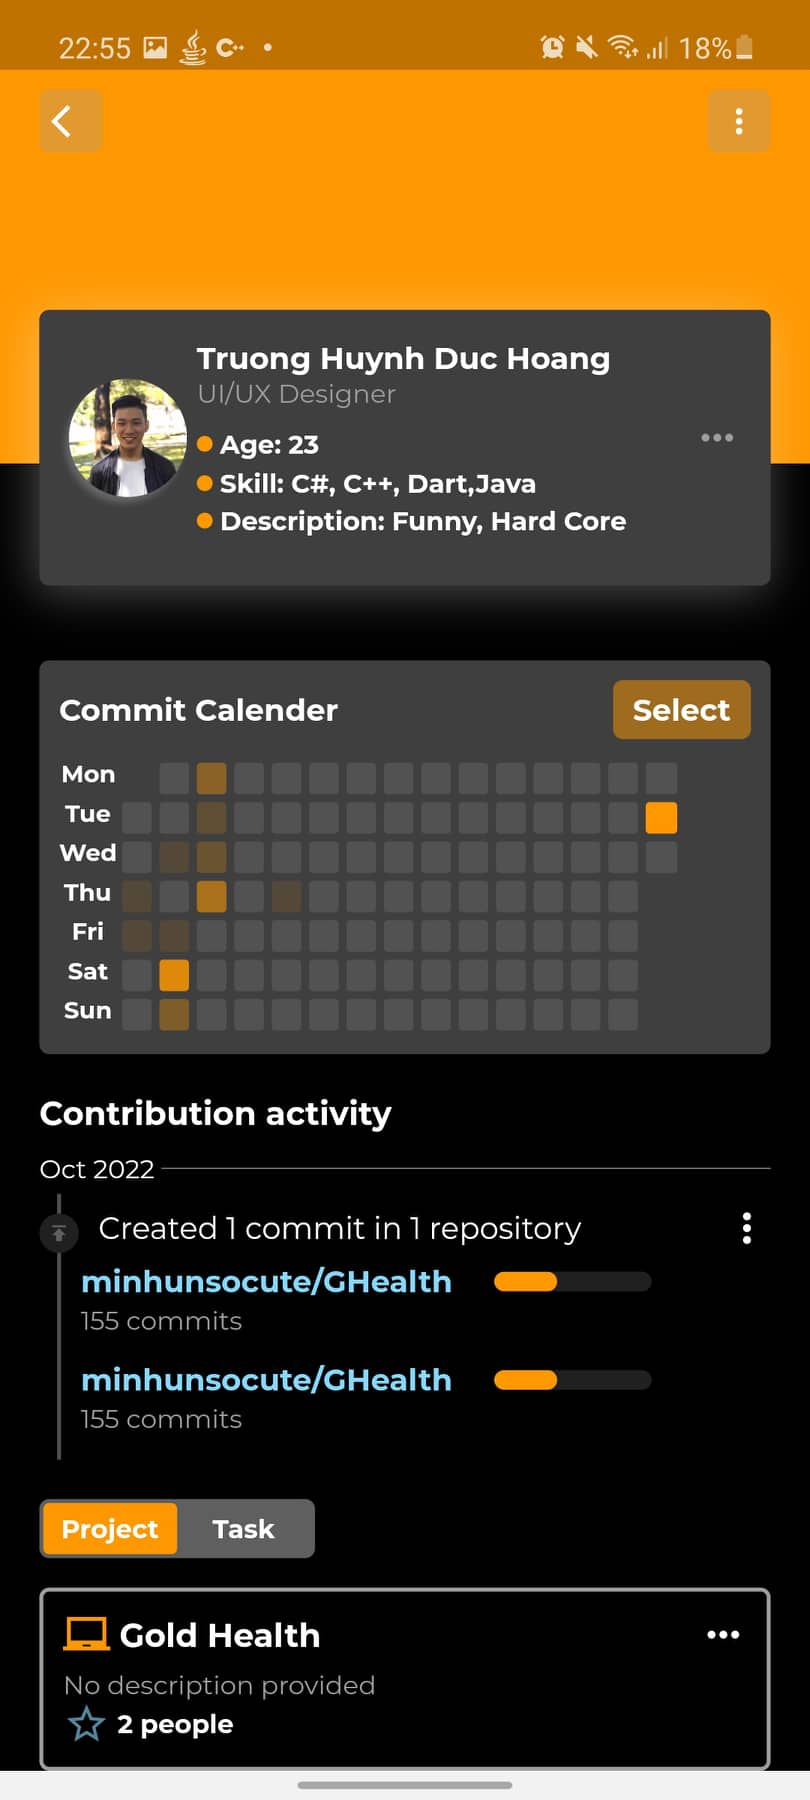 22:55
18%
Truong Huynh Duc Hoang
UI/UX Designer
Age: 23
Skill: C#, C++, Dart,Java
Description: Funny, Hard Core
Commit Calender
Select
Mon
Tue
Wed
Thu
Fri
Sat
Sun
Contribution activity
Oct 2022
Created 1 commit in 1 repository
minhunsocute/GHealth
155 commits
minhunsocute/GHealth
155 commits
Project
Task
Gold Health
No description provided
2 people